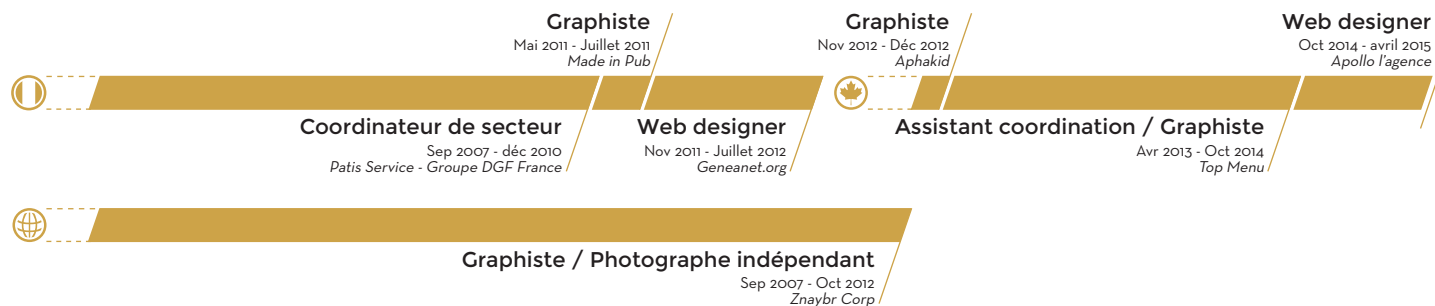 Graphiste
Mai 2011 - Juillet 2011
Made in Pub
Graphiste
Nov 2012 - Déc 2012
Aphakid
Web designer
Oct 2014 - avril 2015
Apollo l'agence
Coordinateur de secteur
Sep 2007 - déc 2010
Patis Service - Groupe DGF France
Web designer
Nov 2011 - Juillet 2012
Geneanet.org
Assistant coordination / Graphiste
Avr 2013 - Oct 2014
Top Menu
Graphiste / Photographe indépendant
Sep 2007 - Oct 2012
Znaybr Corp